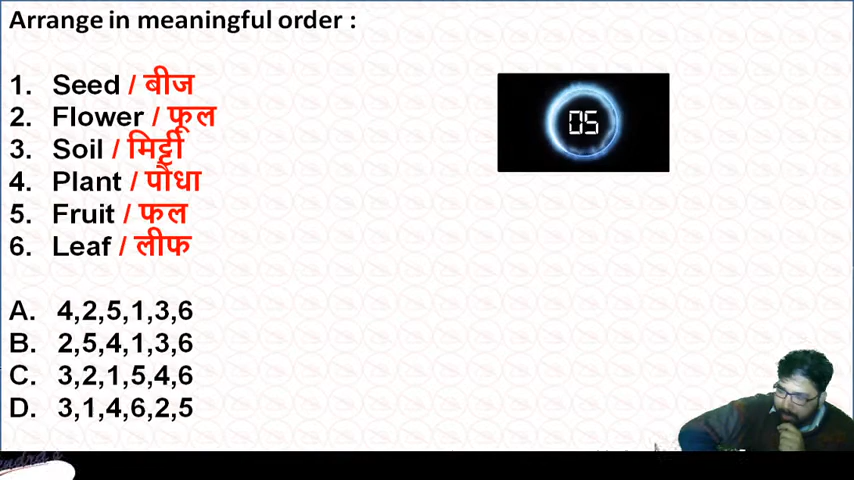 Arrange in meaningful order :
1. Seed / बीज
2. Flower / फूल
3. Soil / मिट्टी
4. Plant / पौधा
5. Fruit / फल
6. Leaf / लीफ
05
A. 4,2,5,1,3,6
B. 2,5,4,1,3,6
C. 3,2,1,5,4,6
D. 3,1,4,6,2,5